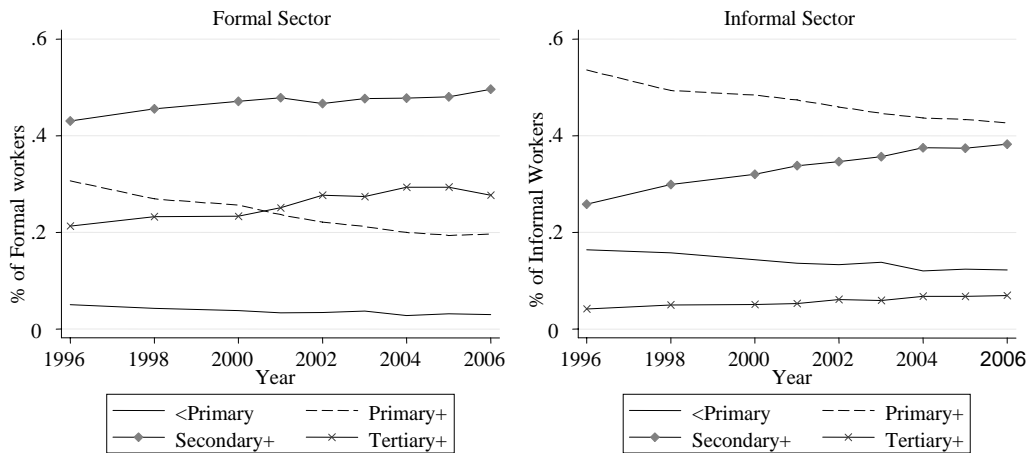 Formal Sector
% of Formal workers
.6
.4
.2
0
1996 1998 2000 2002 2004 2006
Year
<Primary Primary+
Secondary+ Tertiary+
Informal Sector
% of Informal Workers
.6
.4
.2
0
1996 1998 2000 2002 2004 2006
Year
<Primary Primary+
Secondary+ Tertiary+